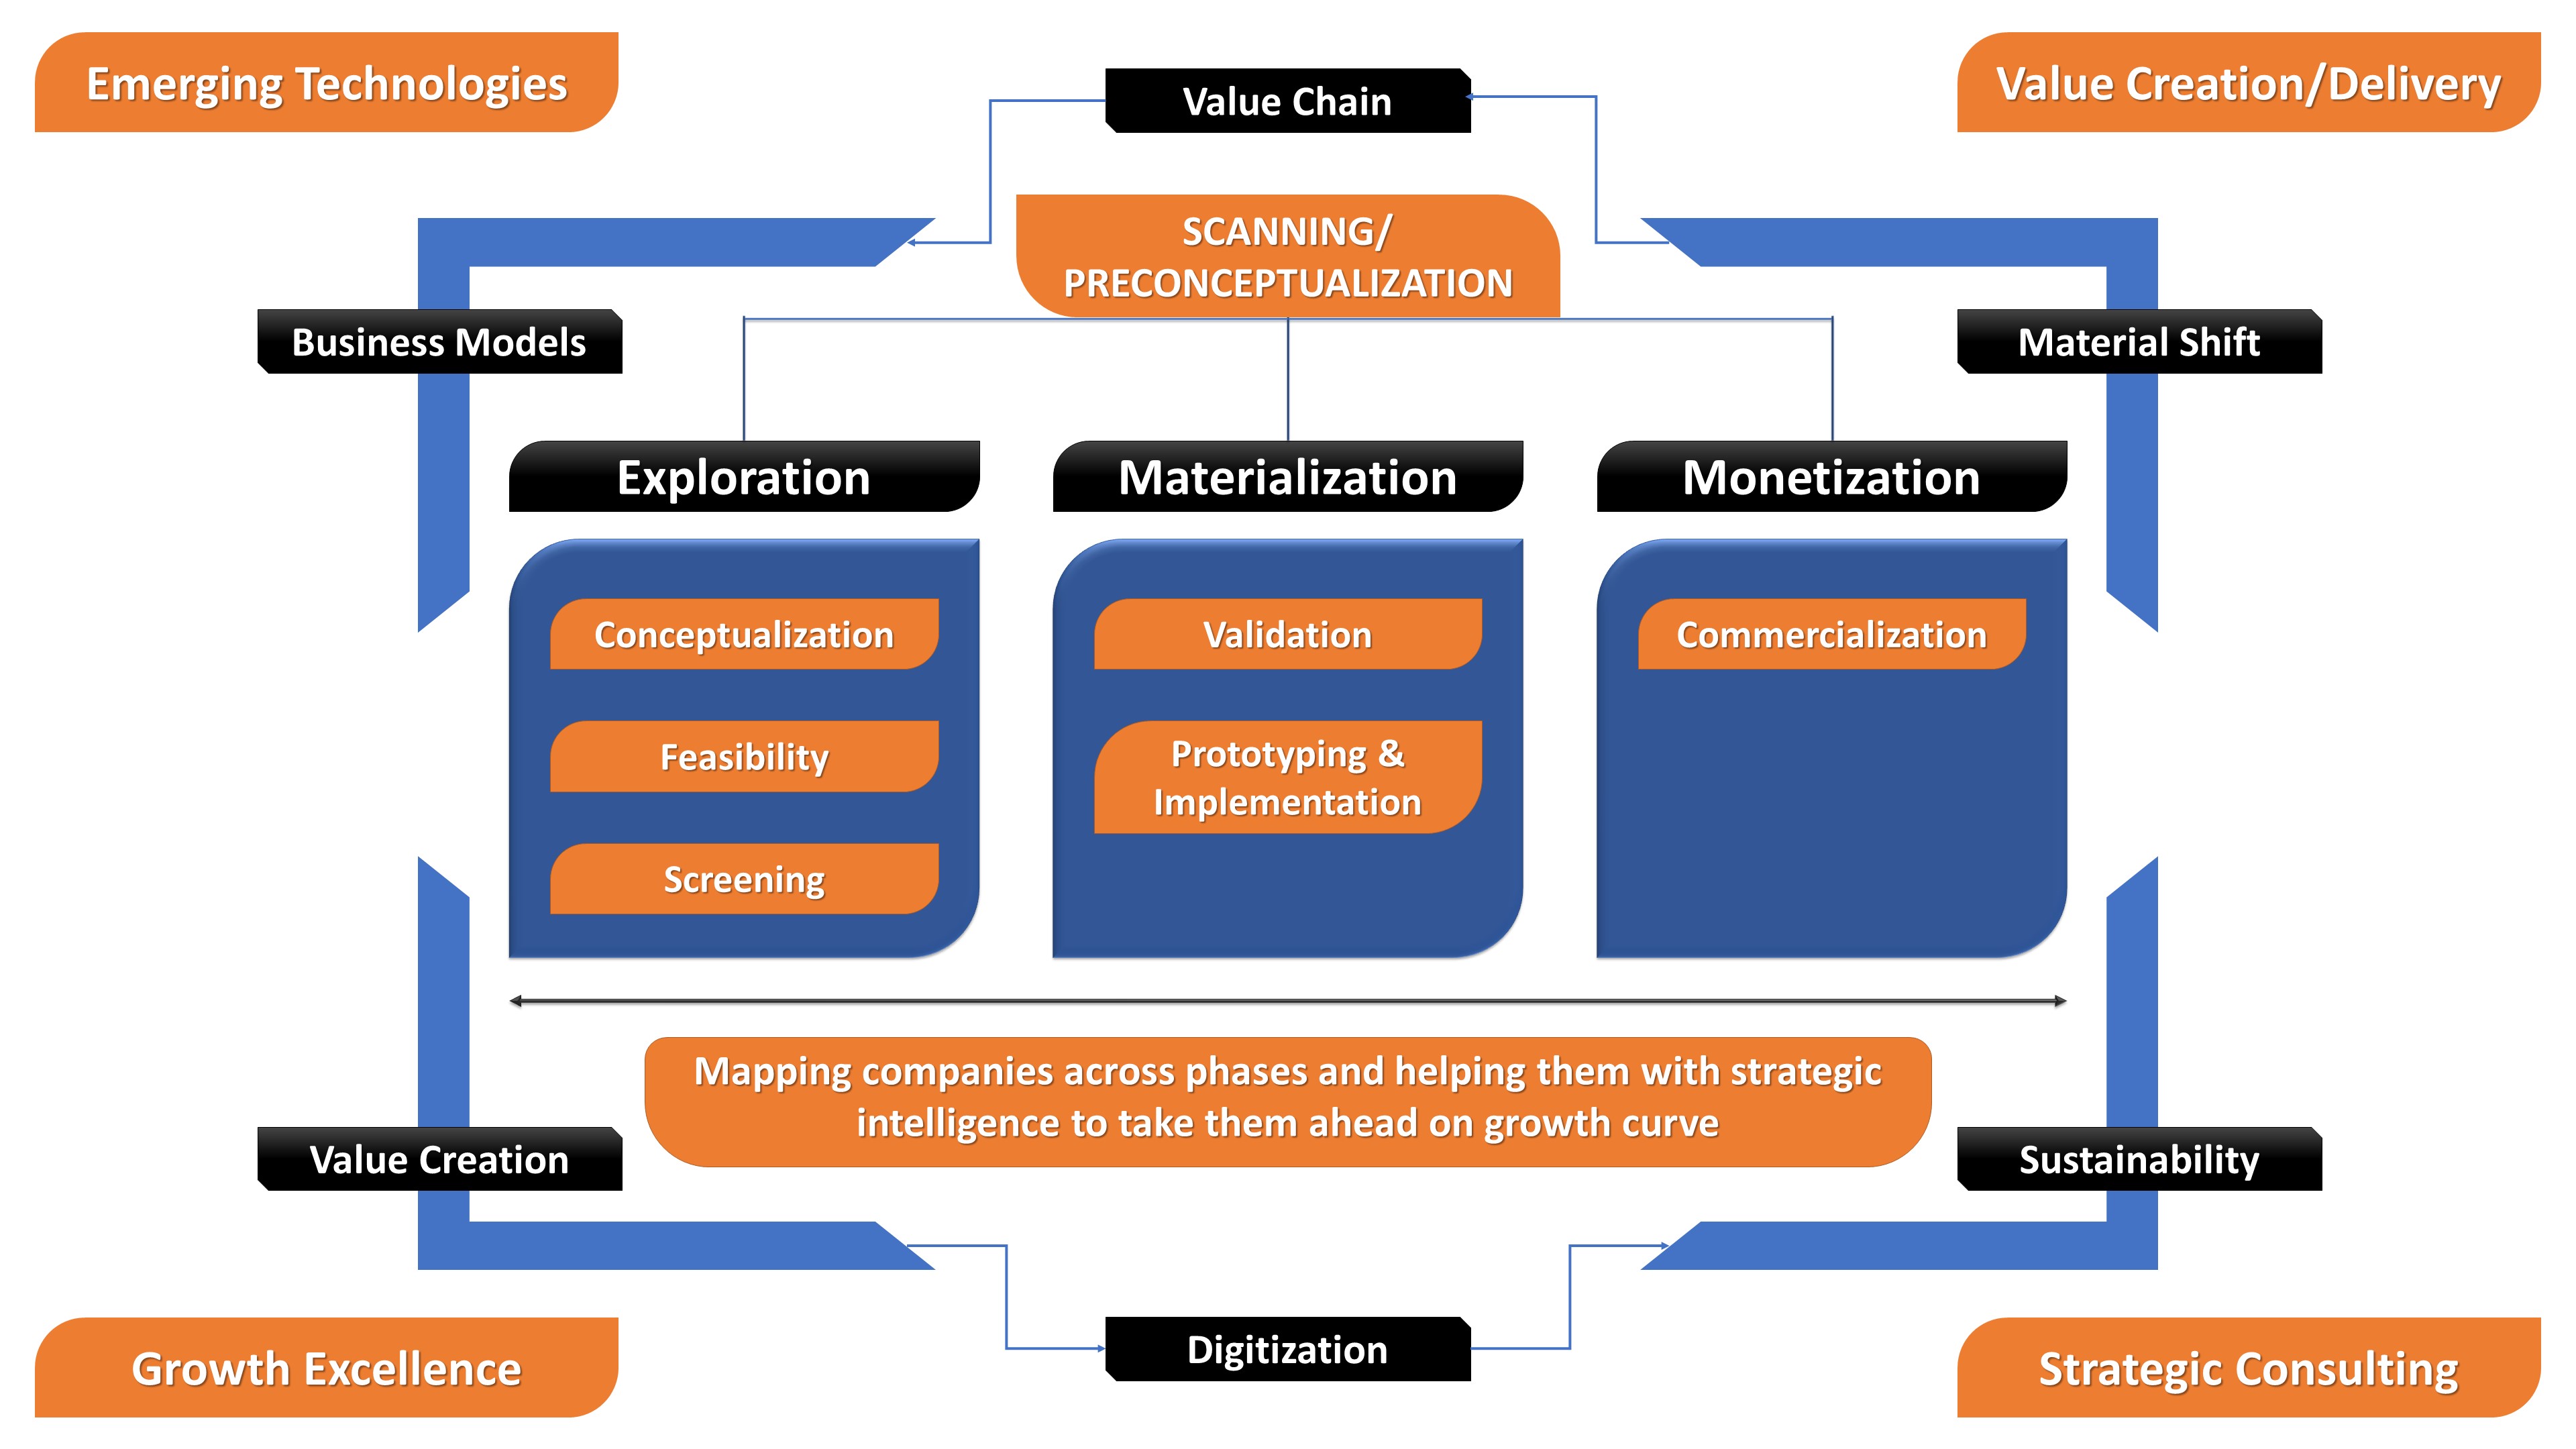 Emerging Technologies
Value Chain
Value Creation/Delivery
SCANNING/
PRECONCEPTUALIZATION
Business Models
Material Shift
Exploration
Materialization
Monetization
Conceptualization
Validation
Commercialization
Feasibility
Prototyping &
Implementation
Screening
Mapping companies across phases and helping them with strategic
intelligence to take them ahead on growth curve
Value Creation
Sustainability
Growth Excellence
Digitization
Strategic Consulting